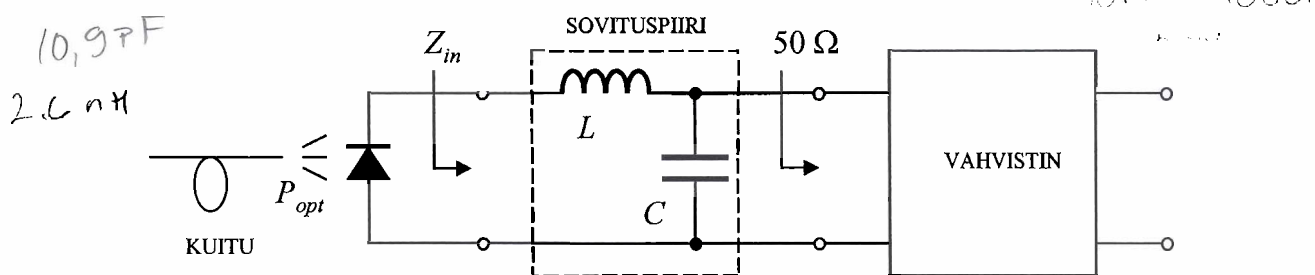 SOVITUSPIIRI
10,9pF
Z_in
50 Ω
2.6 nH
L
VAHVISTIN
P_opt
C
KUITU